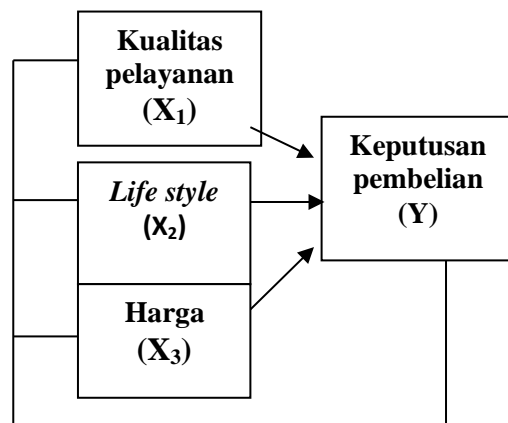 Kualitas
pelayanan
(X₁)
Life style
(X₂)
Harga
(X₃)
Keputusan
pembelian
(Y)